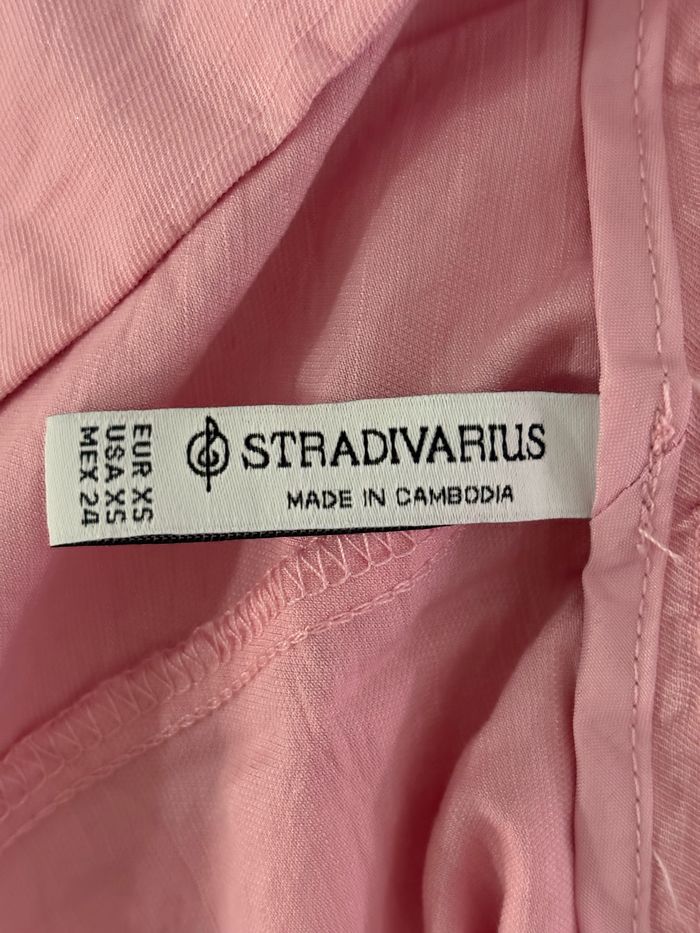 EUR XS
USA XS
MEX 24
STRADIVARIUS
MADE IN CAMBODIA